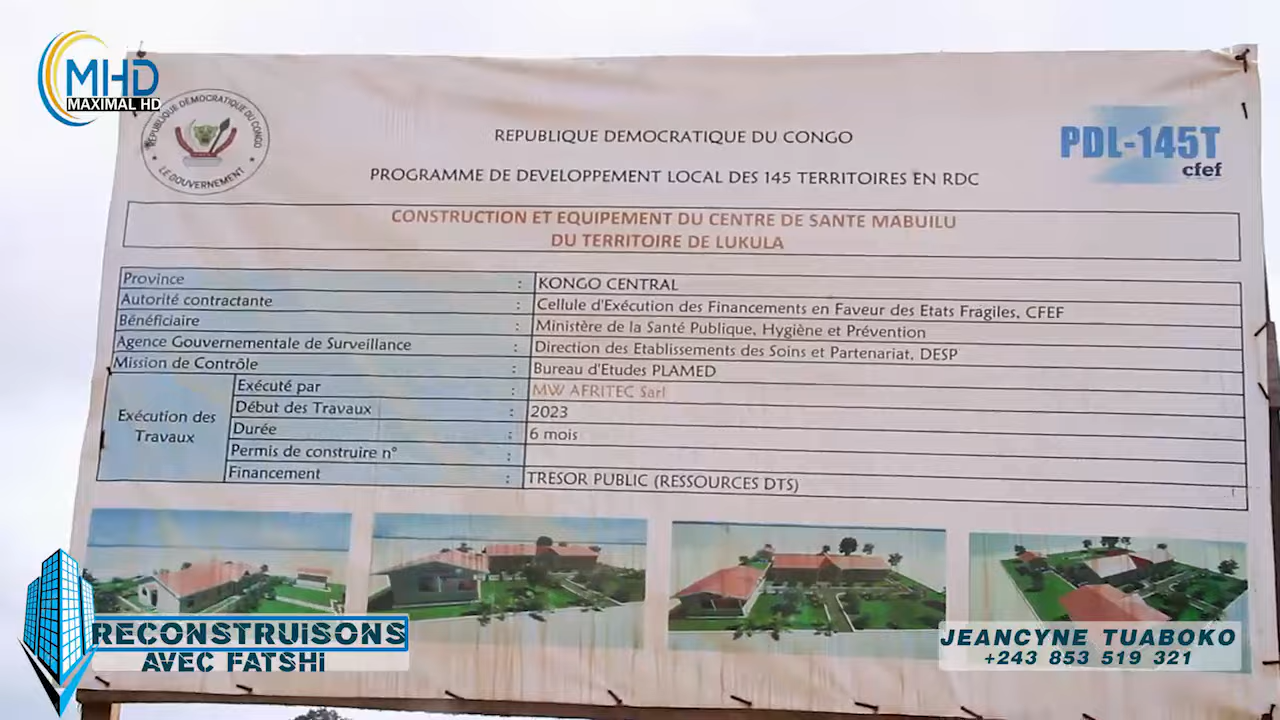 MHD
MAXIMAL HD
REPUBLIQUE DEMOCRATIQUE DU CONGO
LE GOUVERNEMENT
REPUBLIQUE DEMOCRATIQUE DU CONGO
PROGRAMME DE DEVELOPPEMENT LOCAL DES 145 TERRITOIRES EN RDC
PDL-145T
cfef
CONSTRUCTION ET EQUIPEMENT DU CENTRE DE SANTE MABUILU
DU TERRITOIRE DE LUKULA
Province : KONGO CENTRAL
Autorité contractante : Cellule d'Exécution des Financements en Faveur des Etats Fragiles, CFEF
Bénéficiaire : Ministère de la Santé Publique, Hygiène et Prévention
Agence Gouvernementale de Surveillance : Direction des Etablissements des Soins et Partenariat, DESP
Mission de Contrôle : Bureau d'Etudes PLAMED
Exécution des Travaux
Exécuté par : MW AFRITEC Sarl
Début des Travaux : 2023
Durée : 6 mois
Permis de construire n° :
Financement : TRESOR PUBLIC (RESSOURCES DTS)
RECONSTRUISONS
AVEC FATSHI
JEANCYNE TUABOKO
+243 853 519 321